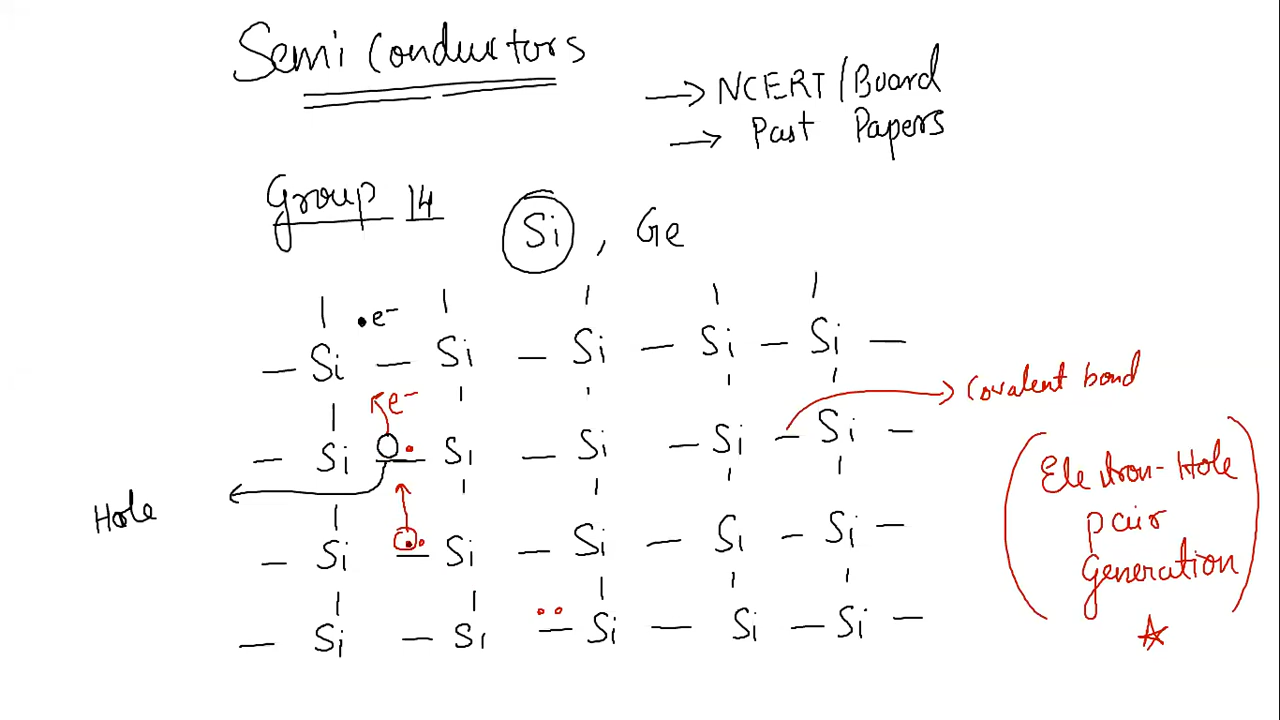 Semi Conductors
→ NCERT/Board
→ Past Papers
Group 14
Si, Ge
•e⁻
— Si — Si — Si — Si — Si —
Covalent bond
e⁻
— Si — Si — Si — Si — Si —
Electron-Hole
pair
Generation
Hole
— Si — Si — Si — Si — Si —
— Si — Si — Si — Si — Si —